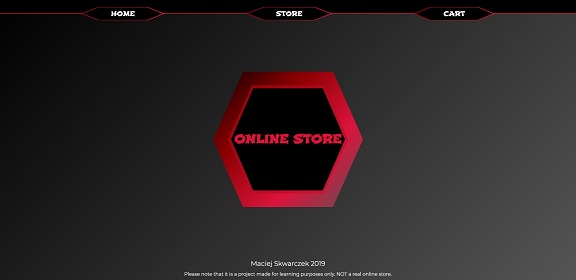 HOME STORE CART
ONLINE STORE
Maciej Skwarczek 2019
Please note that it is a project made for learning purposes only. NOT a real online store.